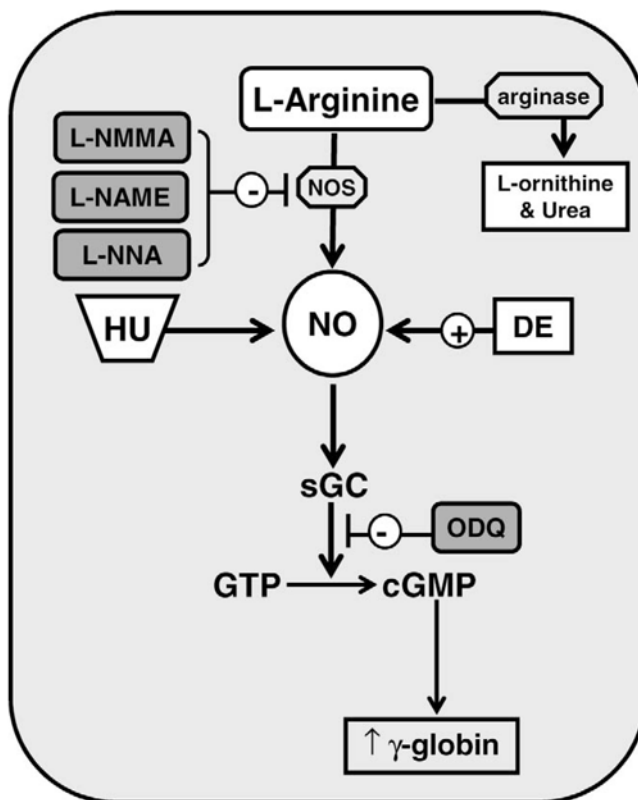 L-Arginine
arginase
L-NMMA
L-NAME
L-NNA
-
NOS
L-ornithine
& Urea
HU
NO
+
DE
sGC
-
ODQ
GTP
cGMP
↑ γ-globin